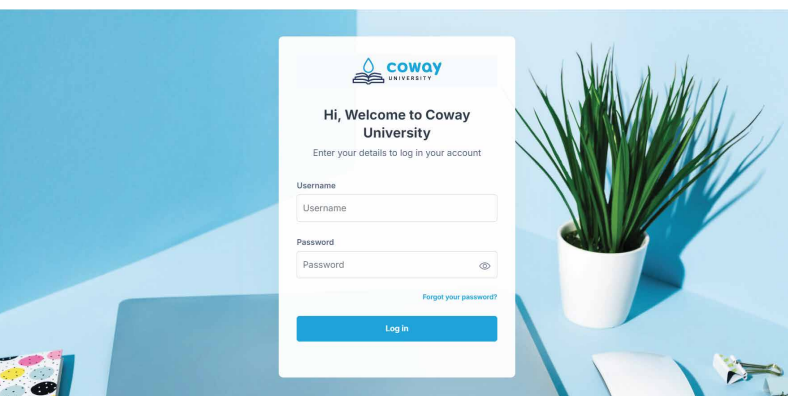 coway
UNIVERSITY
Hi, Welcome to Coway
University
Enter your details to log in your account
Username
Username
Password
Password
Forgot your password?
Log in